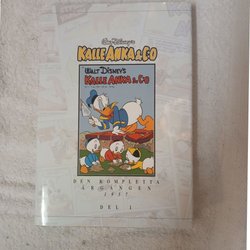 Walt Disney's
KALLE ANKA & CO
WALT DISNEY'S
KALLE ANKA & CO
DEN KOMPLETTA
ÅRGÅNGEN
1957
DEL 1